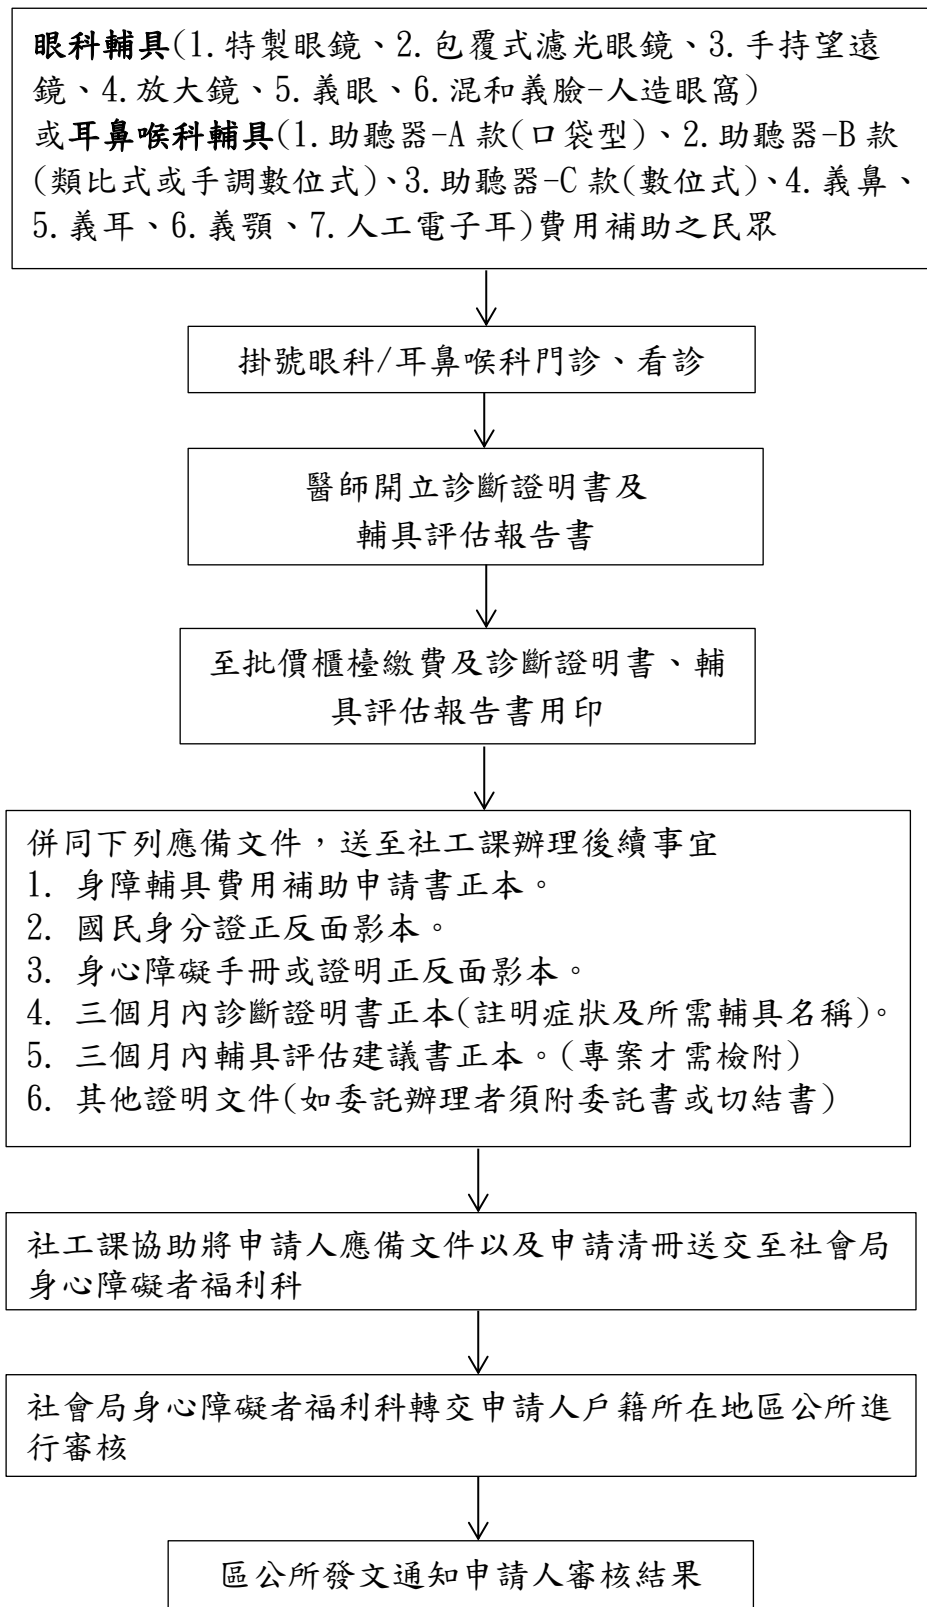 眼科輔具(1.特製眼鏡、2.包覆式濾光眼鏡、3.手持望遠
鏡、4.放大鏡、5.義眼、6.混和義臉-人造眼窩)
或耳鼻喉科輔具(1.助聽器-A 款(口袋型)、2.助聽器-B 款
(類比式或手調數位式)、3.助聽器-C 款(數位式)、4.義鼻、
5.義耳、6.義顎、7.人工電子耳)費用補助之民眾
掛號眼科/耳鼻喉科門診、看診
醫師開立診斷證明書及
輔具評估報告書
至批價櫃檯繳費及診斷證明書、輔
具評估報告書用印
併同下列應備文件，送至社工課辦理後續事宜
1. 身障輔具費用補助申請書正本。
2. 國民身分證正反面影本。
3. 身心障礙手冊或證明正反面影本。
4. 三個月內診斷證明書正本(註明症狀及所需輔具名稱)。
5. 三個月內輔具評估建議書正本。(專案才需檢附)
6. 其他證明文件(如委託辦理者須附委託書或切結書)
社工課協助將申請人應備文件以及申請清冊送交至社會局
身心障礙者福利科
社會局身心障礙者福利科轉交申請人戶籍所在地區公所進
行審核
區公所發文通知申請人審核結果